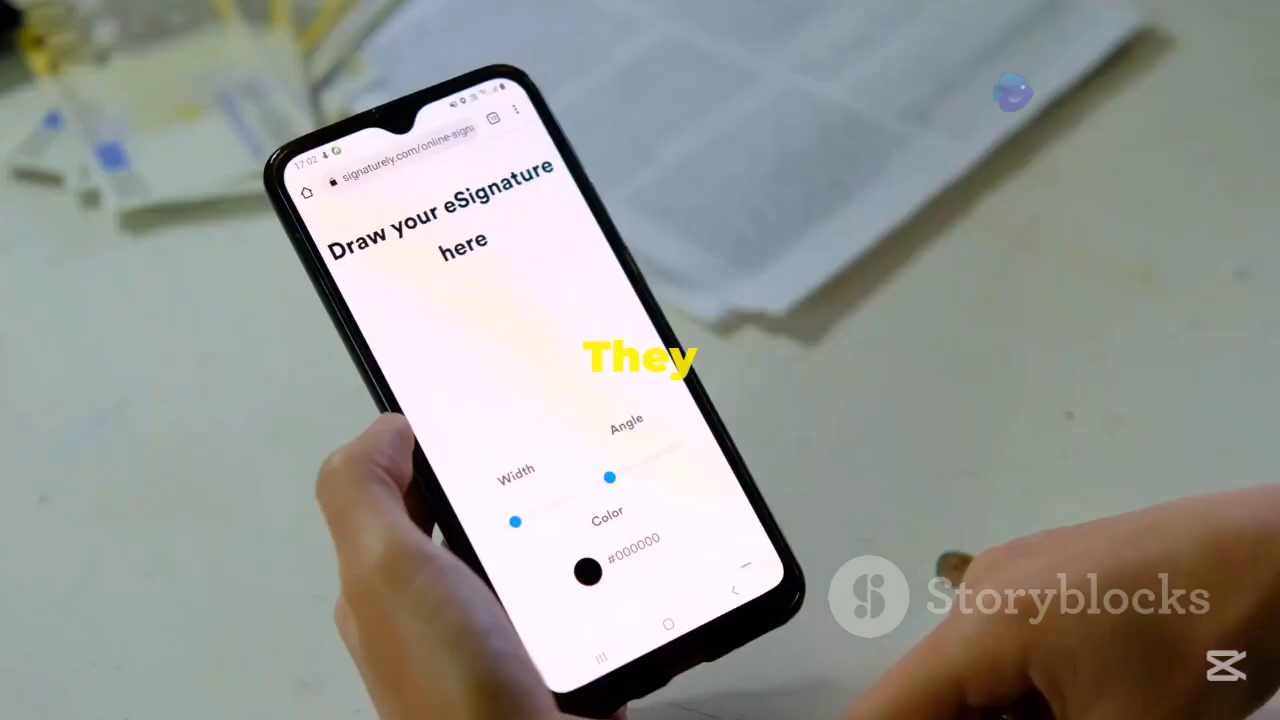 17:02
signaturely.com/online-signa
Draw your eSignature
here
They
Angle
Width
Color
#000000
Storyblocks